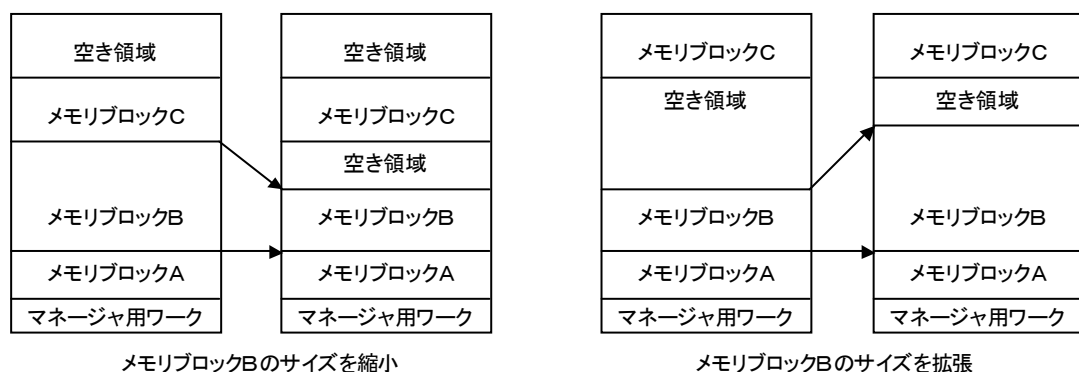 空き領域
メモリブロックC
メモリブロックB
メモリブロックA
マネージャ用ワーク
空き領域
メモリブロックC
空き領域
メモリブロックB
メモリブロックA
マネージャ用ワーク
メモリブロックBのサイズを縮小
メモリブロックC
空き領域
メモリブロックB
メモリブロックA
マネージャ用ワーク
メモリブロックC
空き領域
メモリブロックB
メモリブロックA
マネージャ用ワーク
メモリブロックBのサイズを拡張